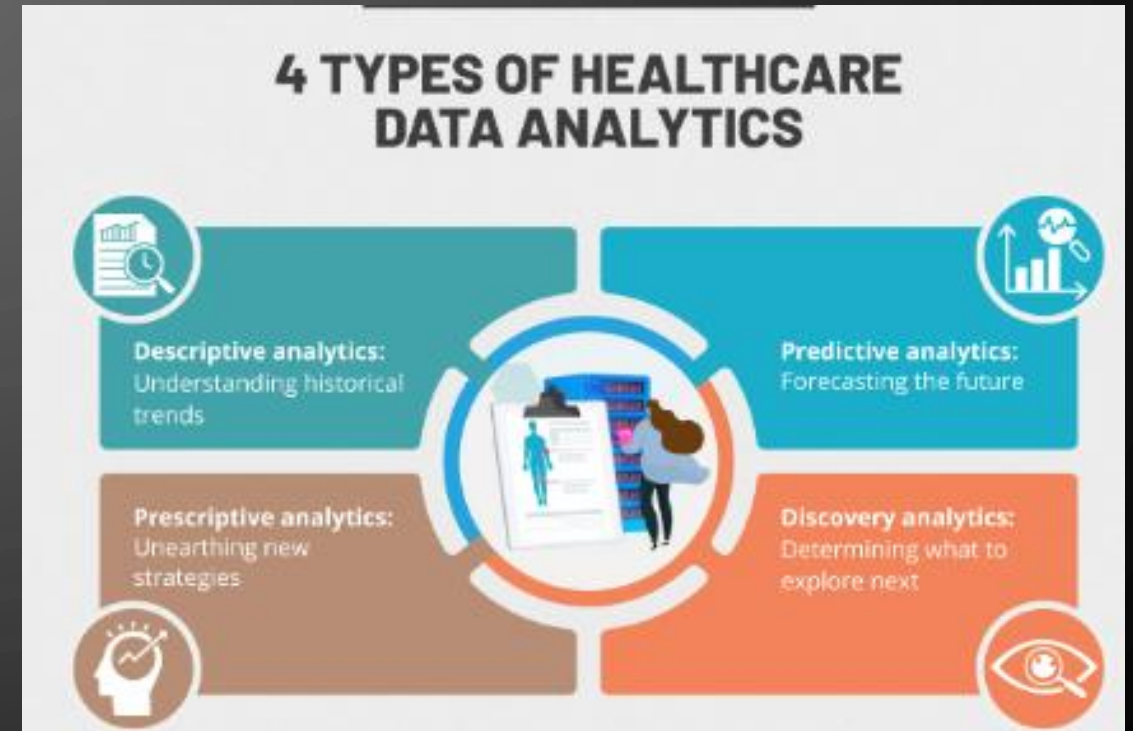 4 TYPES OF HEALTHCARE
DATA ANALYTICS
Descriptive analytics:
Understanding historical
trends
Predictive analytics:
Forecasting the future
Prescriptive analytics:
Unearthing new
strategies
Discovery analytics:
Determining what to
explore next